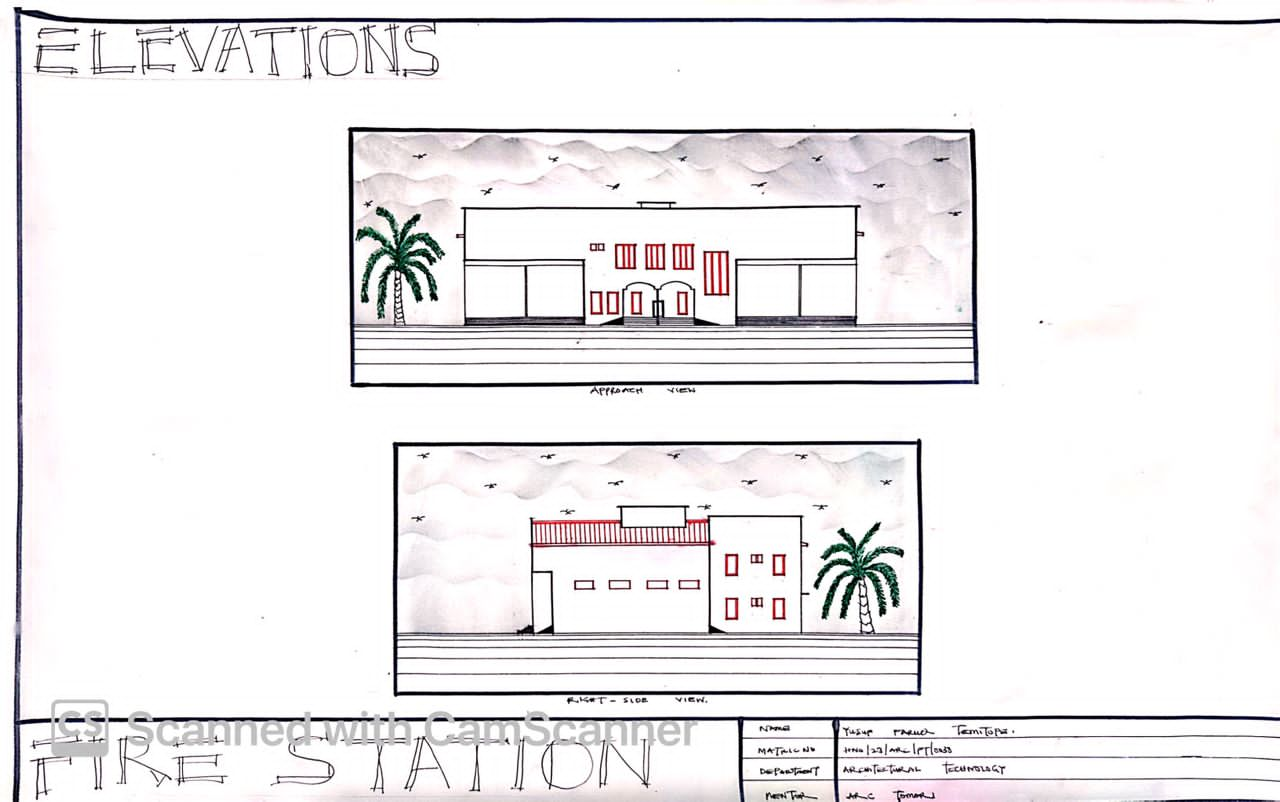 ELEVATIONS
APPROACH VIEW
RIGHT - SIDE VIEW.
CS Scanned with CamScanner
FIRE STATION
NAME YUSUF TEMITOPE.
MATRIC NO
DEPARTMENT ARCHITECTURAL TECHNOLOGY
MENTOR ARC